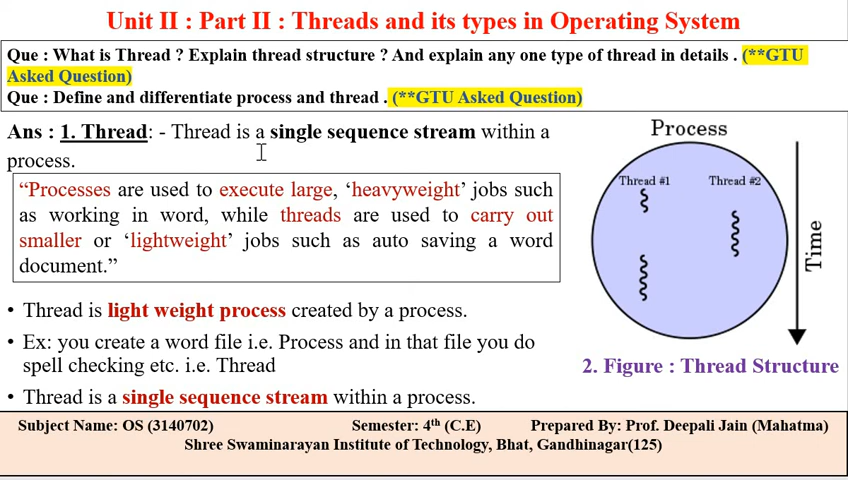 Unit II : Part II : Threads and its types in Operating System
Que : What is Thread ? Explain thread structure ? And explain any one type of thread in details . (**GTU
Asked Question)
Que : Define and differentiate process and thread . (**GTU Asked Question)
Ans : 1. Thread: - Thread is a single sequence stream within a
process.
“Processes are used to execute large, ‘heavyweight’ jobs such
as working in word, while threads are used to carry out
smaller or ‘lightweight’ jobs such as auto saving a word
document.”
• Thread is light weight process created by a process.
• Ex: you create a word file i.e. Process and in that file you do
spell checking etc. i.e. Thread
• Thread is a single sequence stream within a process.
Process
Thread #1
Thread #2
Time
2. Figure : Thread Structure
Subject Name: OS (3140702) Semester: 4th (C.E) Prepared By: Prof. Deepali Jain (Mahatma)
Shree Swaminarayan Institute of Technology, Bhat, Gandhinagar(125)